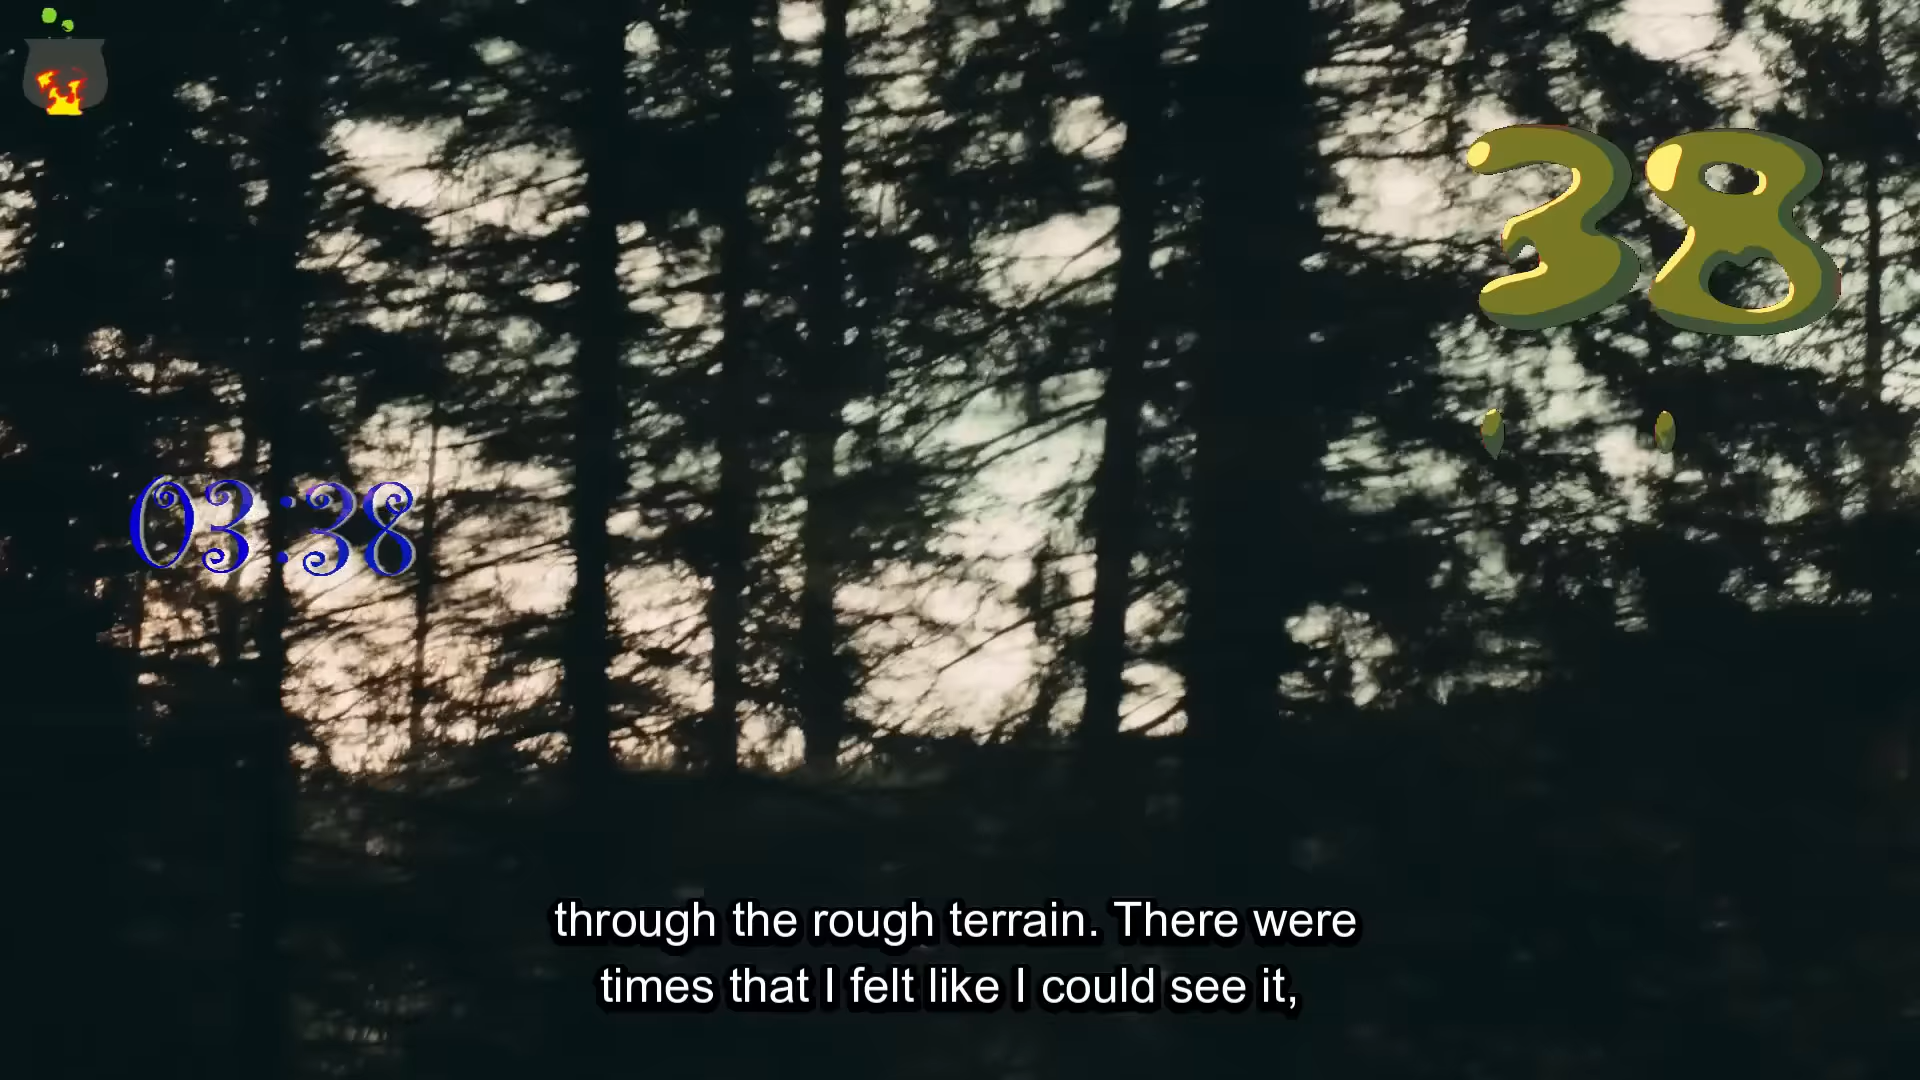 38
03:38
through the rough terrain. There were
times that I felt like I could see it,